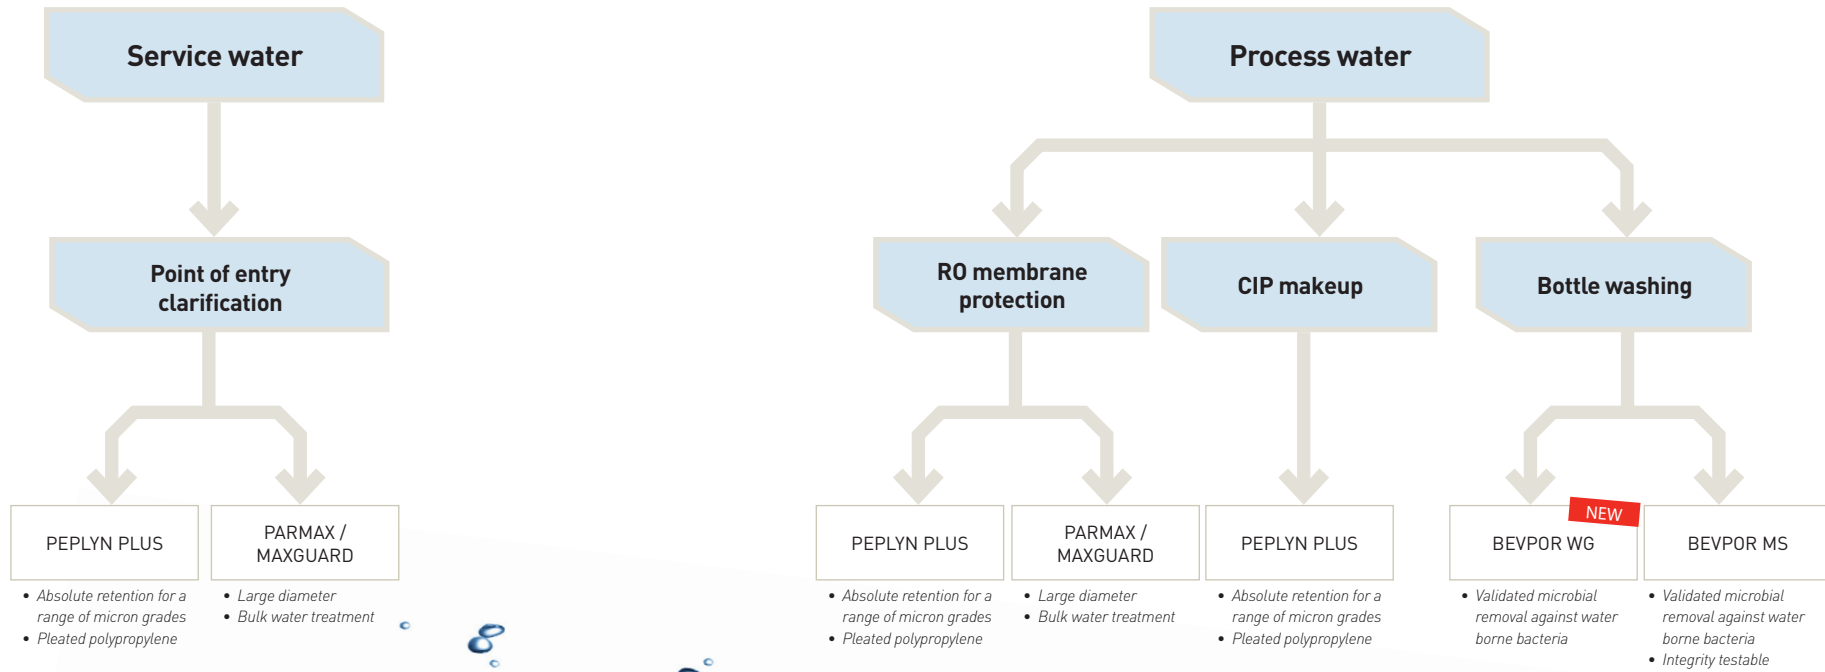 Service water
Process water
Point of entry
clarification
RO membrane
protection
CIP makeup
Bottle washing
PEPLYN PLUS
• Absolute retention for a
range of micron grades
• Pleated polypropylene
PARMAX /
MAXGUARD
• Large diameter
• Bulk water treatment
PEPLYN PLUS
• Absolute retention for a
range of micron grades
• Pleated polypropylene
PARMAX /
MAXGUARD
• Large diameter
• Bulk water treatment
PEPLYN PLUS
• Absolute retention for a
range of micron grades
• Pleated polypropylene
NEW
BEVPOR WG
• Validated microbial
removal against water
borne bacteria
BEVPOR MS
• Validated microbial
removal against water
borne bacteria
• Integrity testable